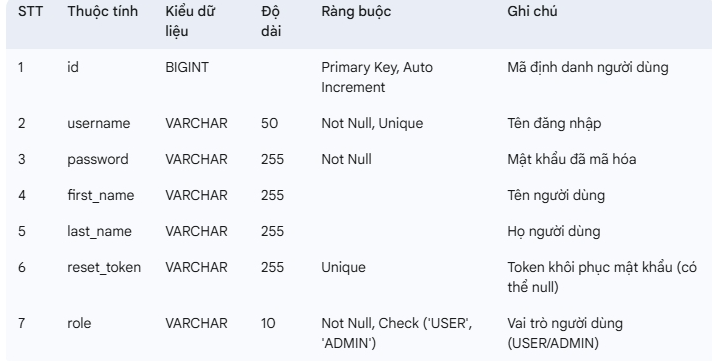 STT Thuộc tính Kiểu dữ liệu Độ dài Ràng buộc Ghi chú
1 id BIGINT Primary Key, Auto Increment Mã định danh người dùng
2 username VARCHAR 50 Not Null, Unique Tên đăng nhập
3 password VARCHAR 255 Not Null Mật khẩu đã mã hóa
4 first_name VARCHAR 255 Tên người dùng
5 last_name VARCHAR 255 Họ người dùng
6 reset_token VARCHAR 255 Unique Token khôi phục mật khẩu (có thể null)
7 role VARCHAR 10 Not Null, Check ('USER', 'ADMIN') Vai trò người dùng (USER/ADMIN)